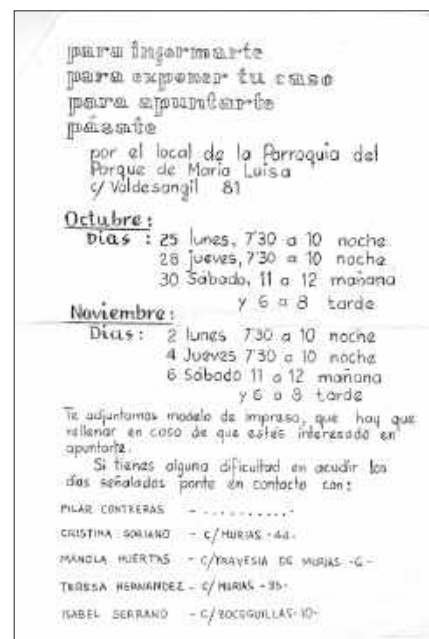 para informarte
para exponer tu caso
para apuntarte
pásate
por el local de la Parroquia del
Parque de María Luisa
c/ Valdesangil 81
Octubre:
Días : 25 lunes, 7'30 a 10 noche
28 jueves, 7'30 a 10 noche
30 Sábado, 11 a 12 mañana
y 6 a 8 tarde
Noviembre:
Días: 2 lunes 7'30 a 10 noche
4 Jueves 7'30 a 10 noche
6 Sábado 11 a 12 mañana
y 6 a 8 tarde
Te adjuntamos modelo de impreso, que hay que
rellenar en caso de que estés interesado en
apuntarte.
Si tienes alguna dificultad en acudir los
días señalados ponte en contacto con:
PILAR CONTRERAS - ..........
CRISTINA SORIANO - C/MURIAS -44-
MANOLA HUERTAS - C/TRAVESIA DE MURIAS -6-
TERESA HERNANDEZ - C/ MURIAS -35-
ISABEL SERRANO - C/ BOCEGUILLAS -10-